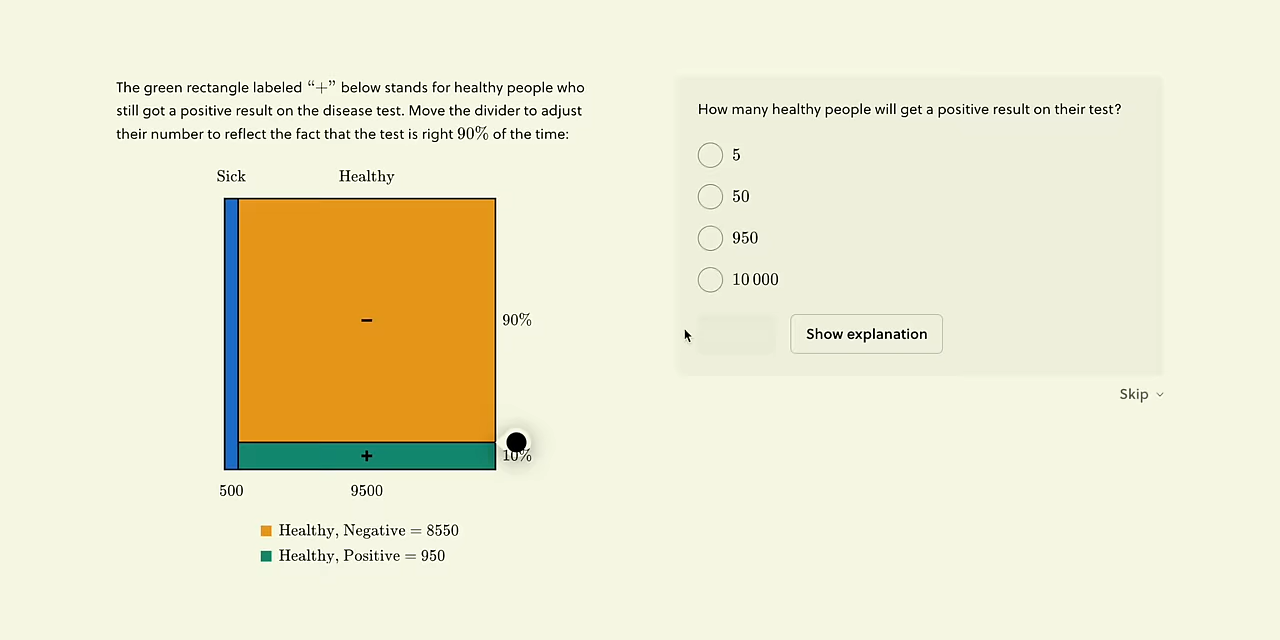 The green rectangle labeled “+” below stands for healthy people who
still got a positive result on the disease test. Move the divider to adjust
their number to reflect the fact that the test is right 90% of the time:
Sick Healthy
−
90%
+
10%
500 9500
Healthy, Negative = 8550
Healthy, Positive = 950
How many healthy people will get a positive result on their test?
5
50
950
10 000
Show explanation
Skip